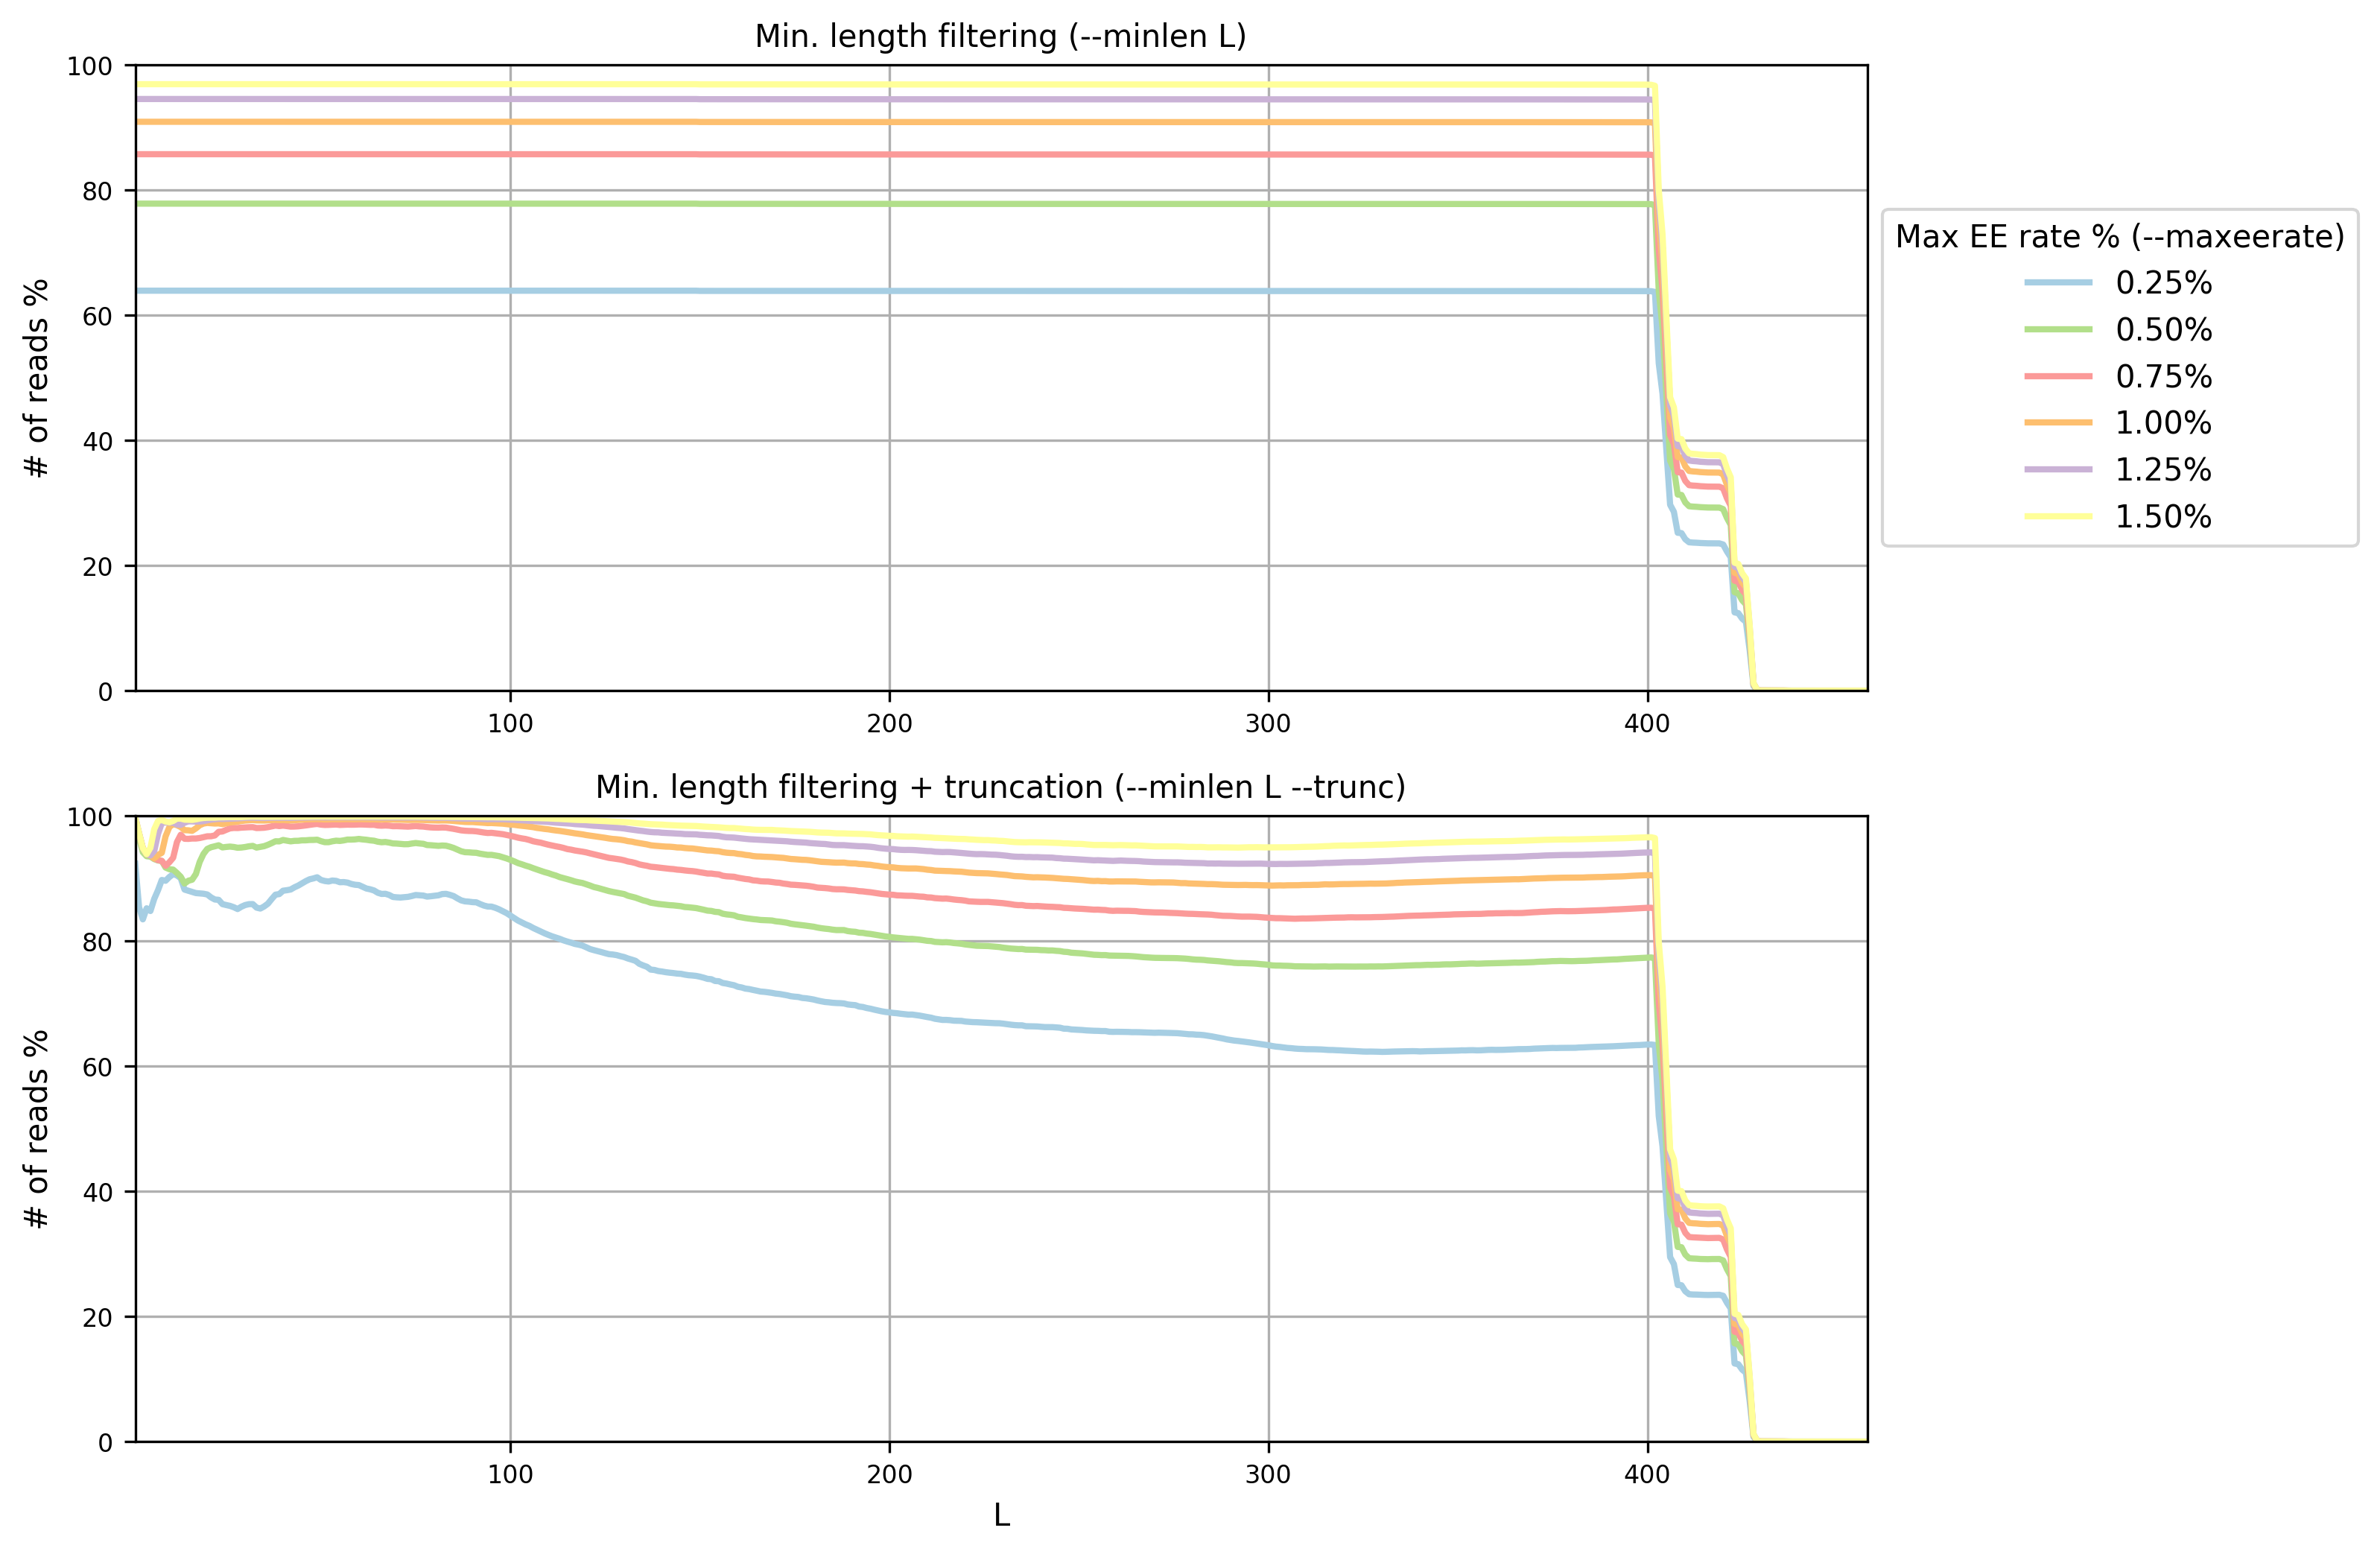 Min. length filtering (--minlen L)
100
80
60
40
20
0
# of reads %
100 200 300 400
Max EE rate % (--maxeerate)
0.25%
0.50%
0.75%
1.00%
1.25%
1.50%
Min. length filtering + truncation (--minlen L --trunc)
100
80
60
40
20
0
# of reads %
100 200 300 400
L